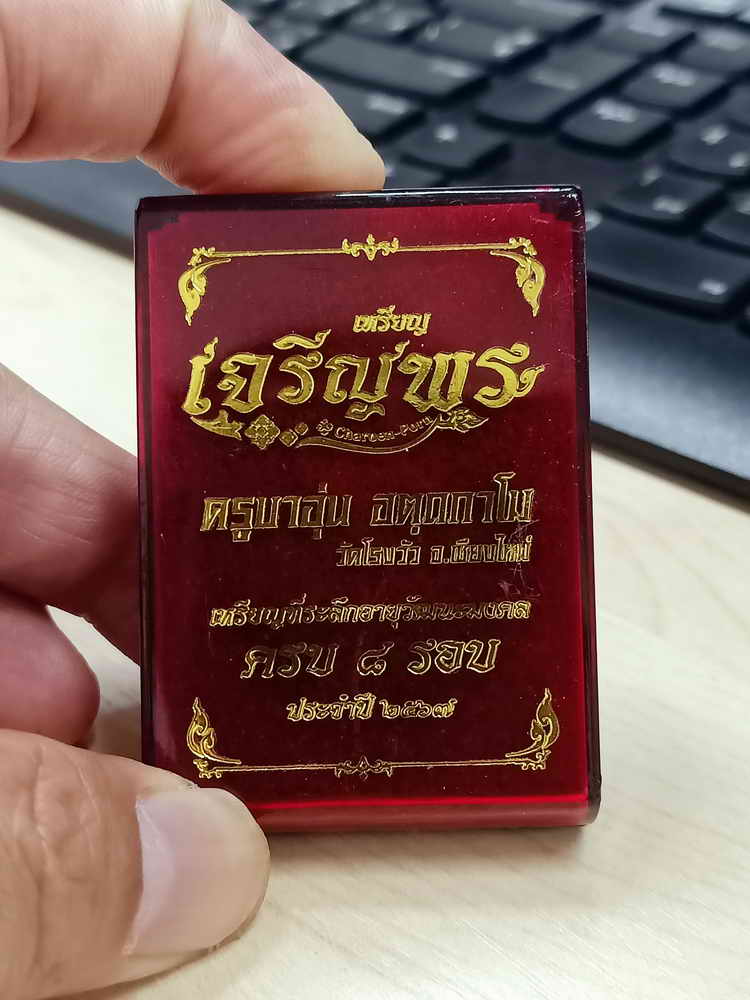 เหรียญ
เจริญพร
Charoen-Porn
ครูบาอุ่น อตฺถกาโม
วัดโรงวัว จ.เชียงใหม่
เหรียญที่ระลึกอายุวัฒนะมงคล
ครบ ๘ รอบ
ประจำปี ๒๕๖๗